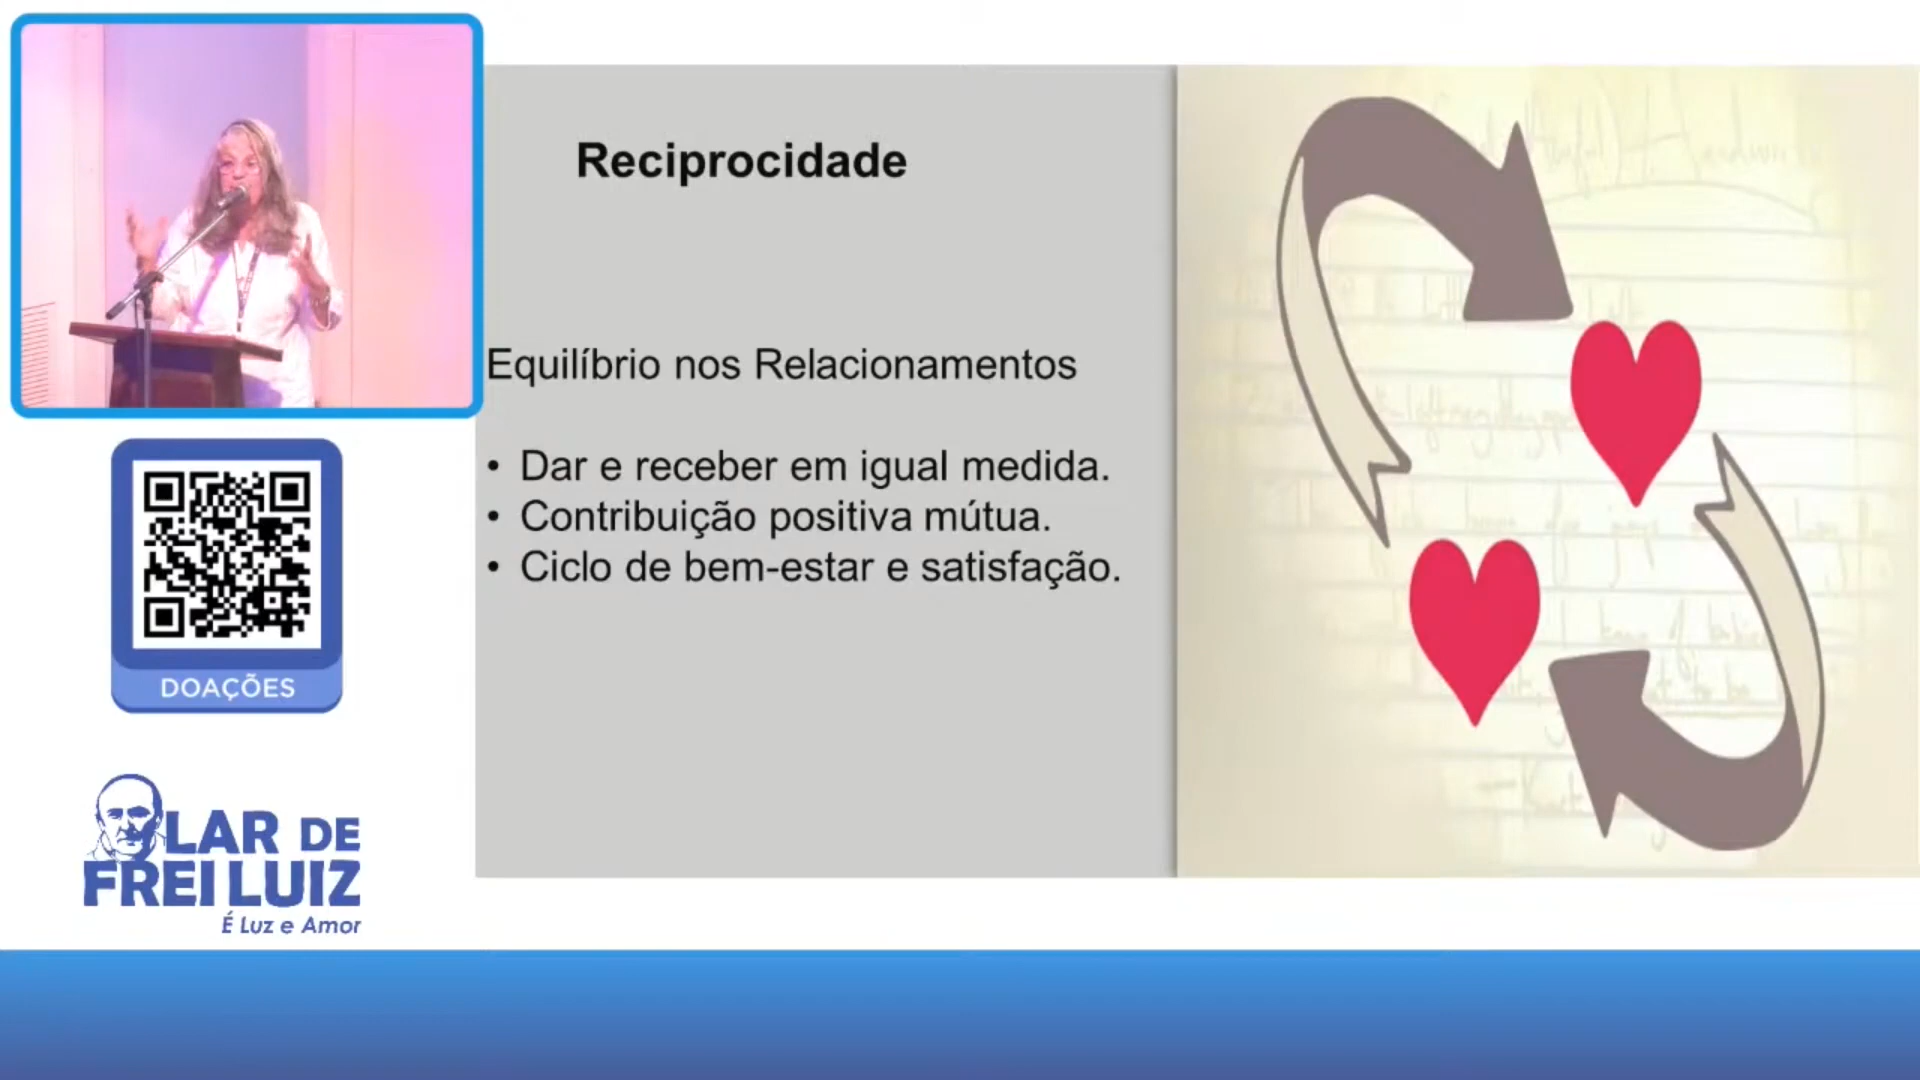 Reciprocidade
Equilíbrio nos Relacionamentos
• Dar e receber em igual medida.
• Contribuição positiva mútua.
• Ciclo de bem-estar e satisfação.
DOAÇÕES
LAR DE
FREI LUIZ
É Luz e Amor